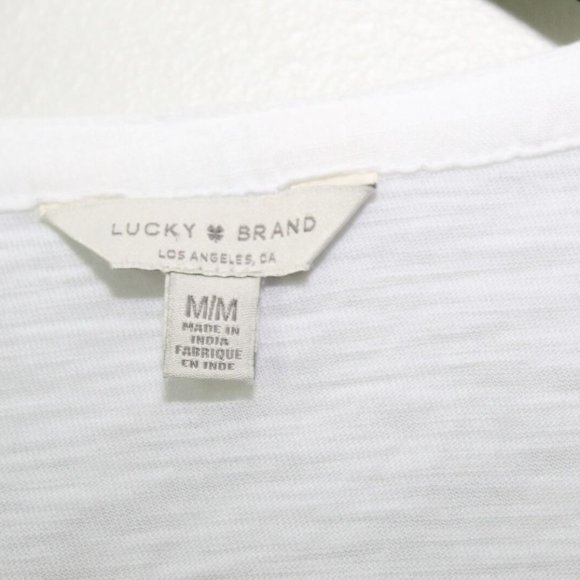 LUCKY BRAND
LOS ANGELES, CA
M/M
MADE IN
INDIA
FABRIQUE
EN INDE